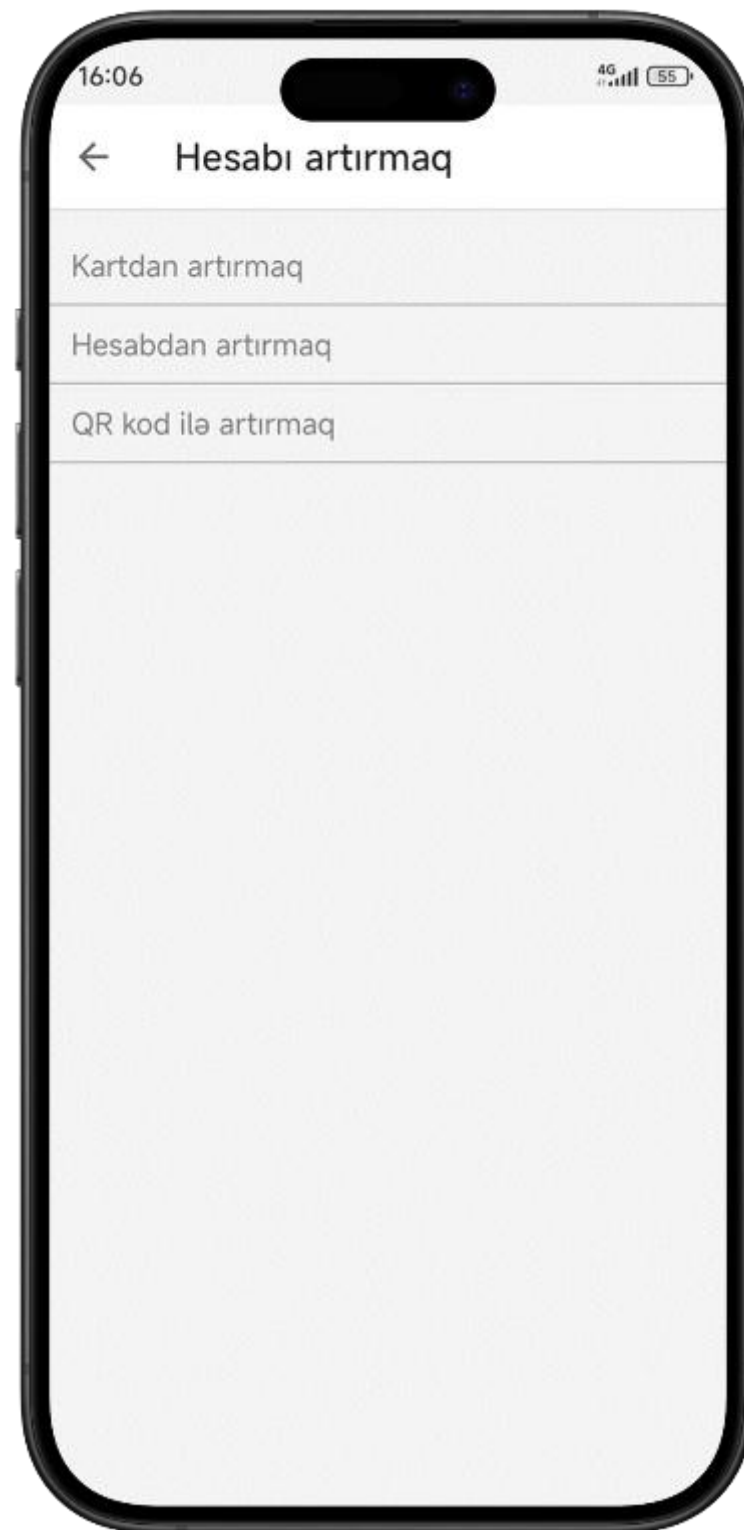 16:06
4G
55
Hesabı artırmaq
Kartdan artırmaq
Hesabdan artırmaq
QR kod ilə artırmaq